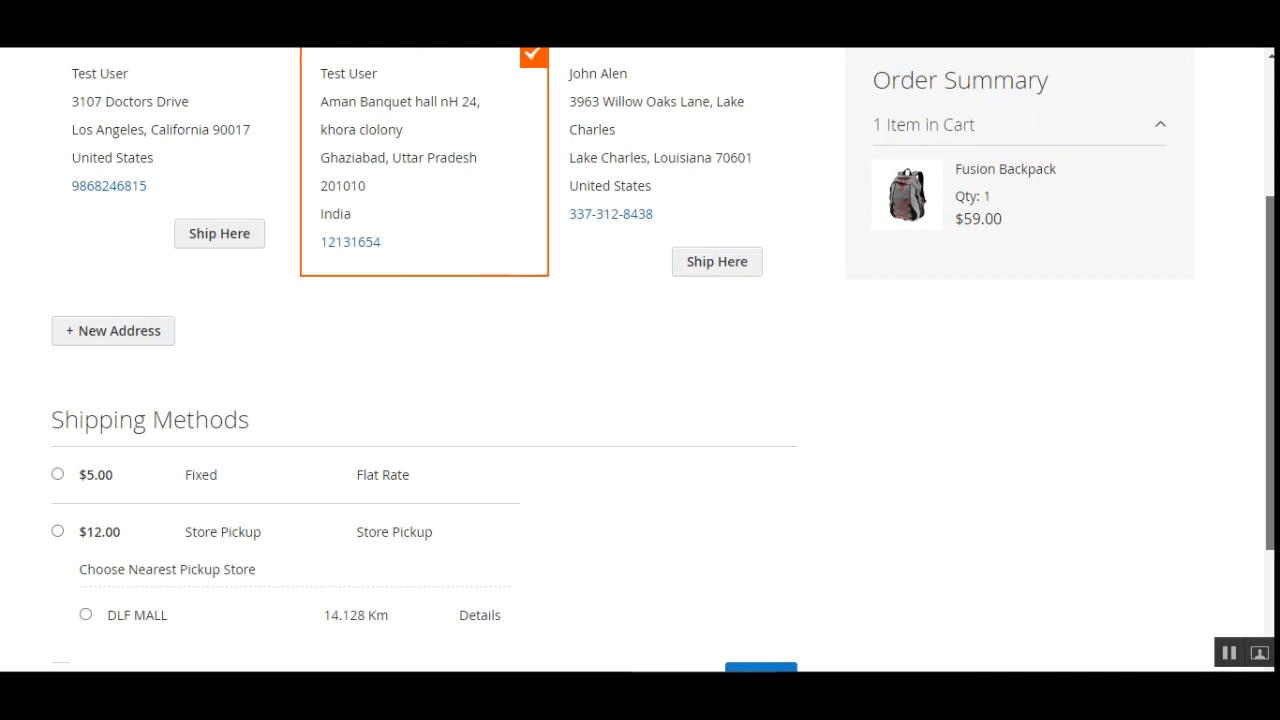 Test User
3107 Doctors Drive
Los Angeles, California 90017
United States
9868246815
Ship Here
Test User
Aman Banquet hall nH 24,
khora clolony
Ghaziabad, Uttar Pradesh
201010
India
12131654
John Alen
3963 Willow Oaks Lane, Lake
Charles
Lake Charles, Louisiana 70601
United States
337-312-8438
Ship Here
Order Summary
1 Item in Cart
Fusion Backpack
Qty: 1
$59.00
+ New Address
Shipping Methods
$5.00 Fixed Flat Rate
$12.00 Store Pickup Store Pickup
Choose Nearest Pickup Store
DLF MALL 14.128 Km Details